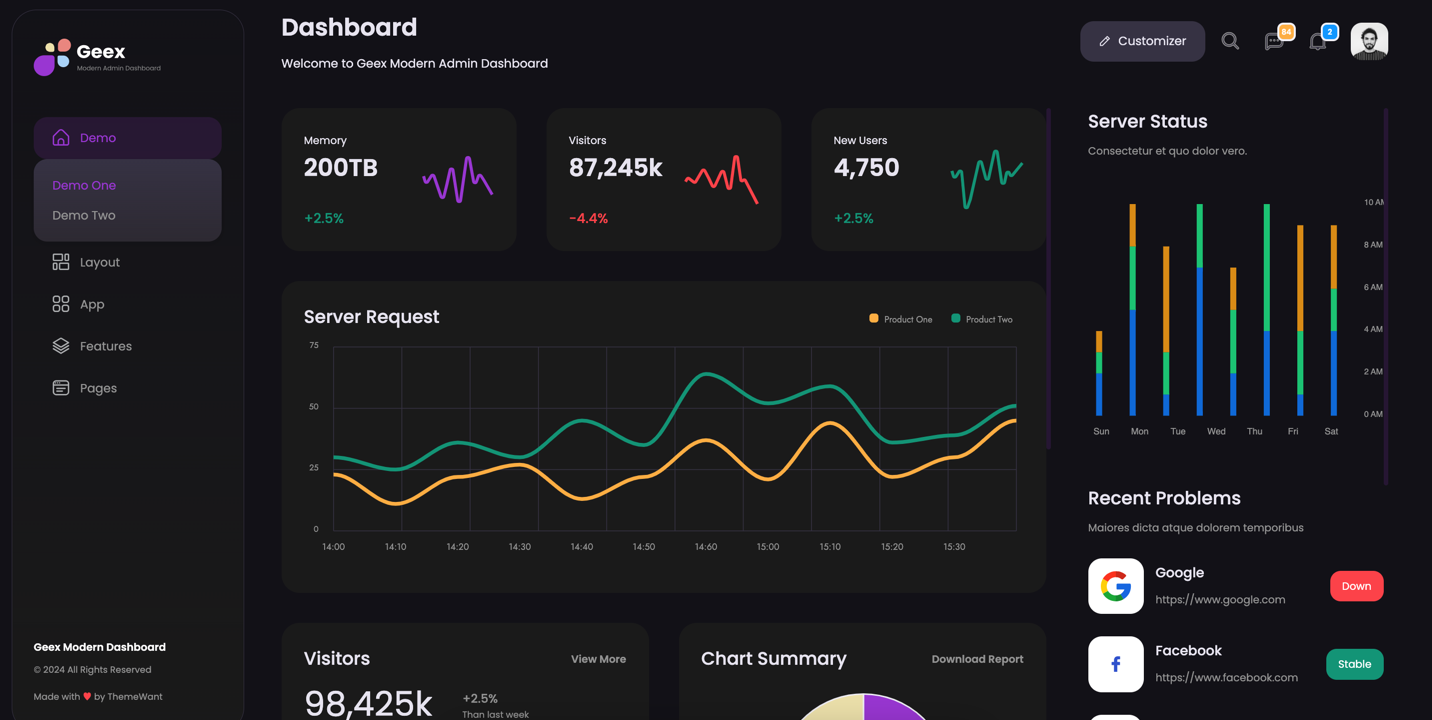 Geex
Modern Admin Dashboard
Demo
Demo One
Demo Two
Layout
App
Features
Pages
Geex Modern Dashboard
© 2024 All Rights Reserved
Made with ❤ by ThemeWant
Dashboard
Welcome to Geex Modern Admin Dashboard
Customizer
84
2
Memory
200TB
+2.5%
Visitors
87,245k
-4.4%
New Users
4,750
+2.5%
Server Request
Product One
Product Two
75
50
25
0
14:00 14:10 14:20 14:30 14:40 14:50 14:60 15:00 15:10 15:20 15:30
Visitors
View More
98,425k
+2.5%
Than last week
Chart Summary
Download Report
Server Status
Consectetur et quo dolor vero.
10 AM
8 AM
6 AM
4 AM
2 AM
0 AM
Sun Mon Tue Wed Thu Fri Sat
Recent Problems
Maiores dicta atque dolorem temporibus
Google
https://www.google.com
Down
Facebook
https://www.facebook.com
Stable